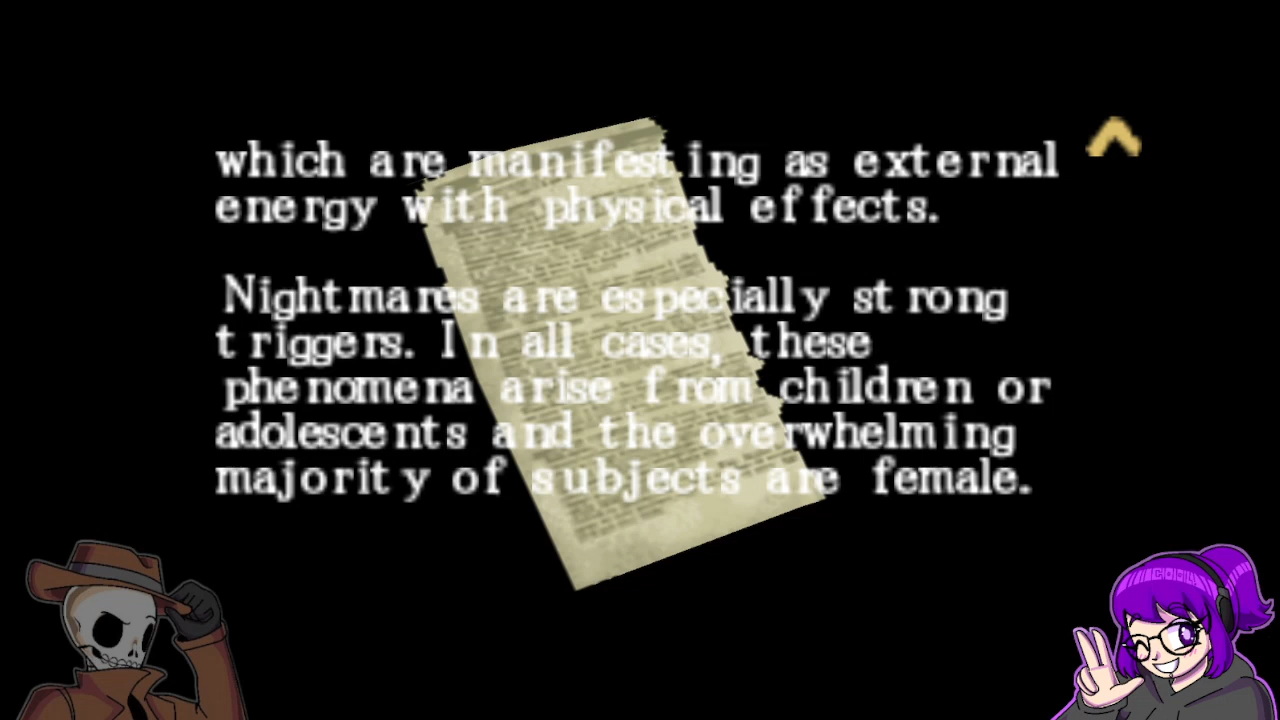 which are manifesting as external
energy with physical effects.
Nightmares are especially strong
triggers. In all cases, these
phenomena arise from children or
adolescents and the overwhelming
majority of subjects are female.